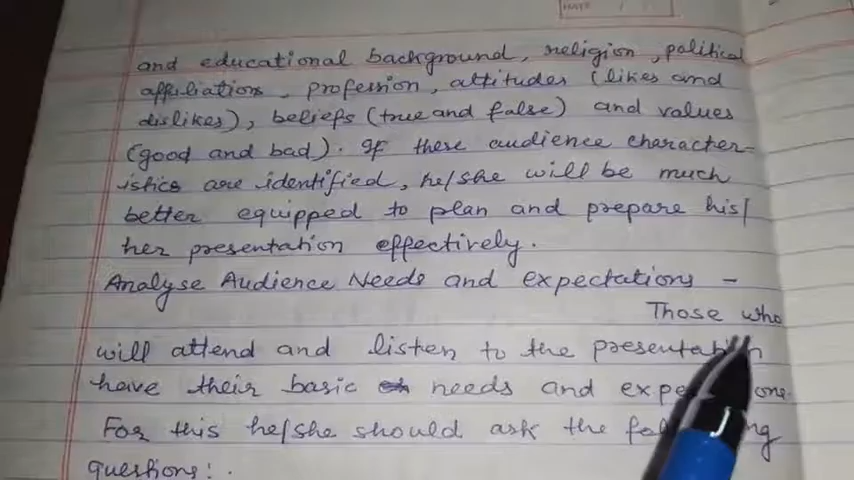 and educational background, religion, political
affiliation, profession, attitudes (likes and
dislikes), beliefs (true and false) and values
(good and bad). If these audience character-
istics are identified, he/she will be much
better equipped to plan and prepare his/
her presentation effectively.
Analyse Audience Needs and expectations -
Those who
will attend and listen to the presentation
have their basic needs and
For this he/she should ask the
questions:.